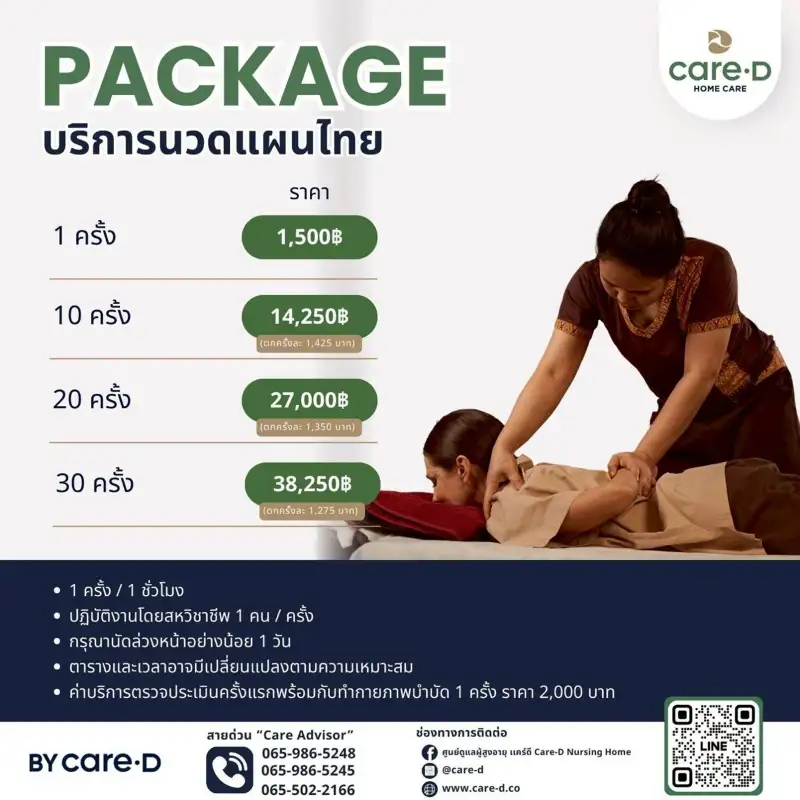 PACKAGE
บริการนวดแผนไทย
care•D
HOME CARE
ราคา
1 ครั้ง
1,500฿
10 ครั้ง
14,250฿
(ตกครั้งละ 1,425 บาท)
20 ครั้ง
27,000฿
(ตกครั้งละ 1,350 บาท)
30 ครั้ง
38,250฿
(ตกครั้งละ 1,275 บาท)
• 1 ครั้ง / 1 ชั่วโมง
• ปฏิบัติงานโดยสหวิชาชีพ 1 คน / ครั้ง
• กรุณานัดล่วงหน้าอย่างน้อย 1 วัน
• ตารางและเวลาอาจมีเปลี่ยนแปลงตามความเหมาะสม
• ค่าบริการตรวจประเมินครั้งแรกพร้อมกับทำกายภาพบำบัด 1 ครั้ง ราคา 2,000 บาท
BY care•D
สายด่วน “Care Advisor”
065-986-5248
065-986-5245
065-502-2166
ช่องทางการติดต่อ
ศูนย์ดูแลผู้สูงอายุ แคร์ดี Care-D Nursing Home
@care-d
www.care-d.co
LINE